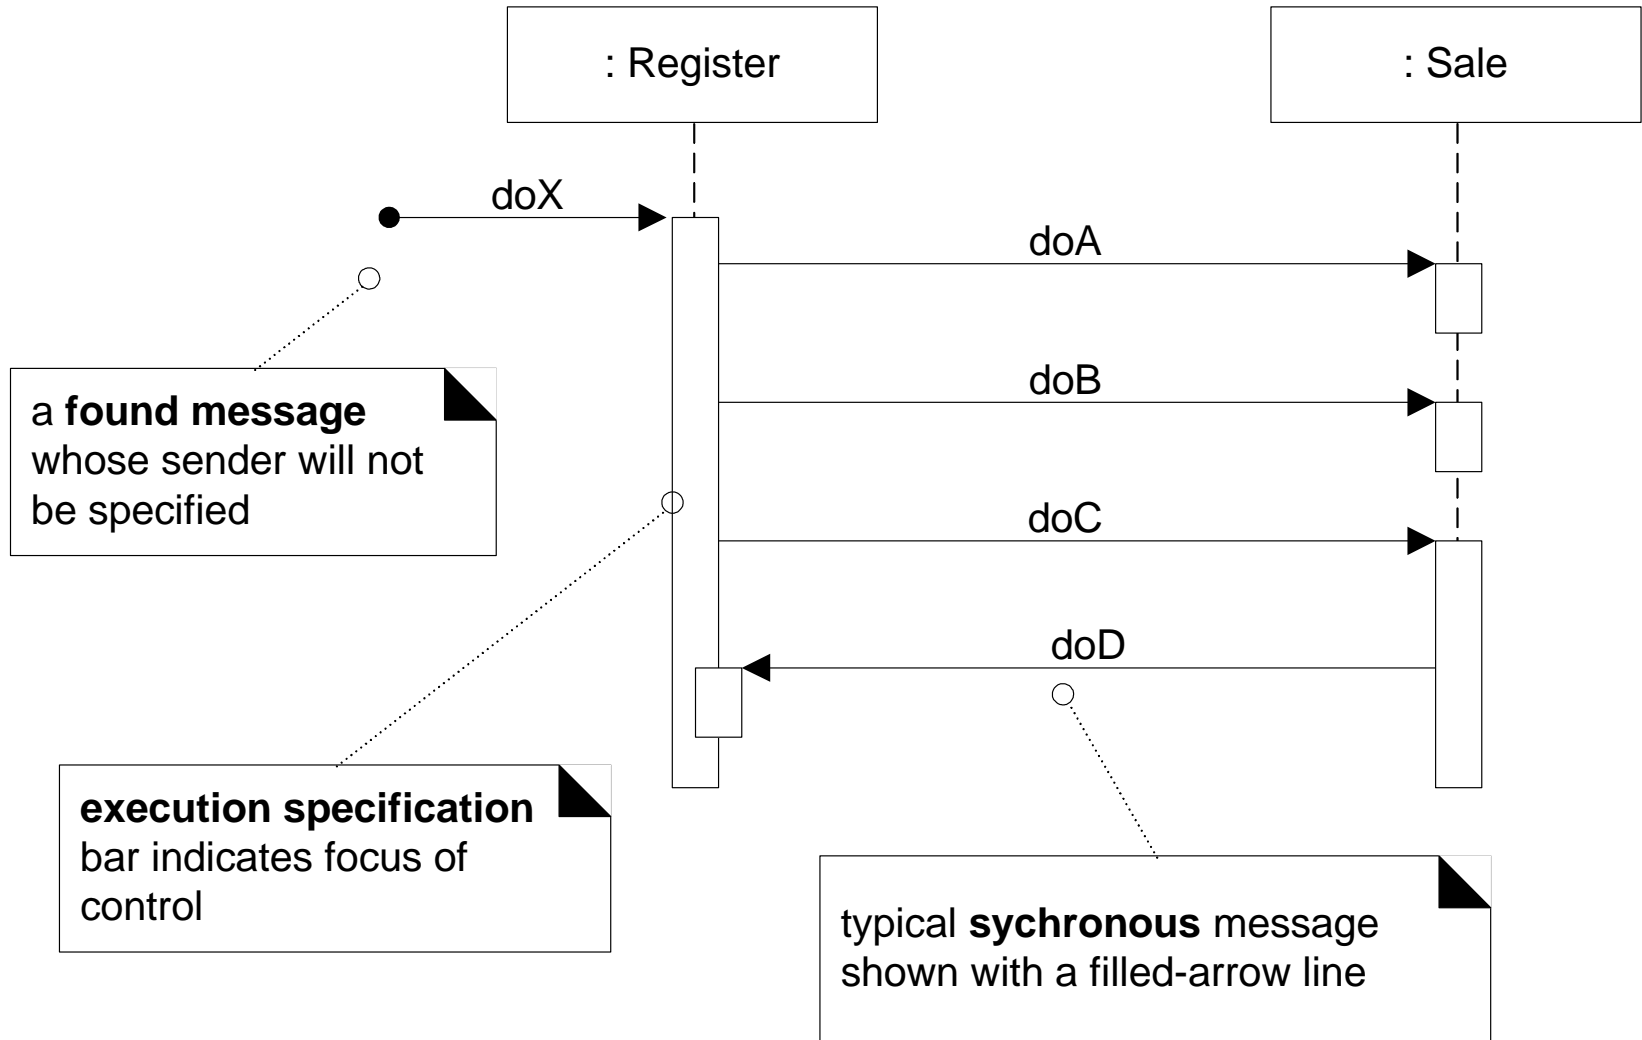 : Register
: Sale
doX
doA
doB
a found message
whose sender will not
be specified
doC
doD
execution specification
bar indicates focus of
control
typical sychronous message
shown with a filled-arrow line